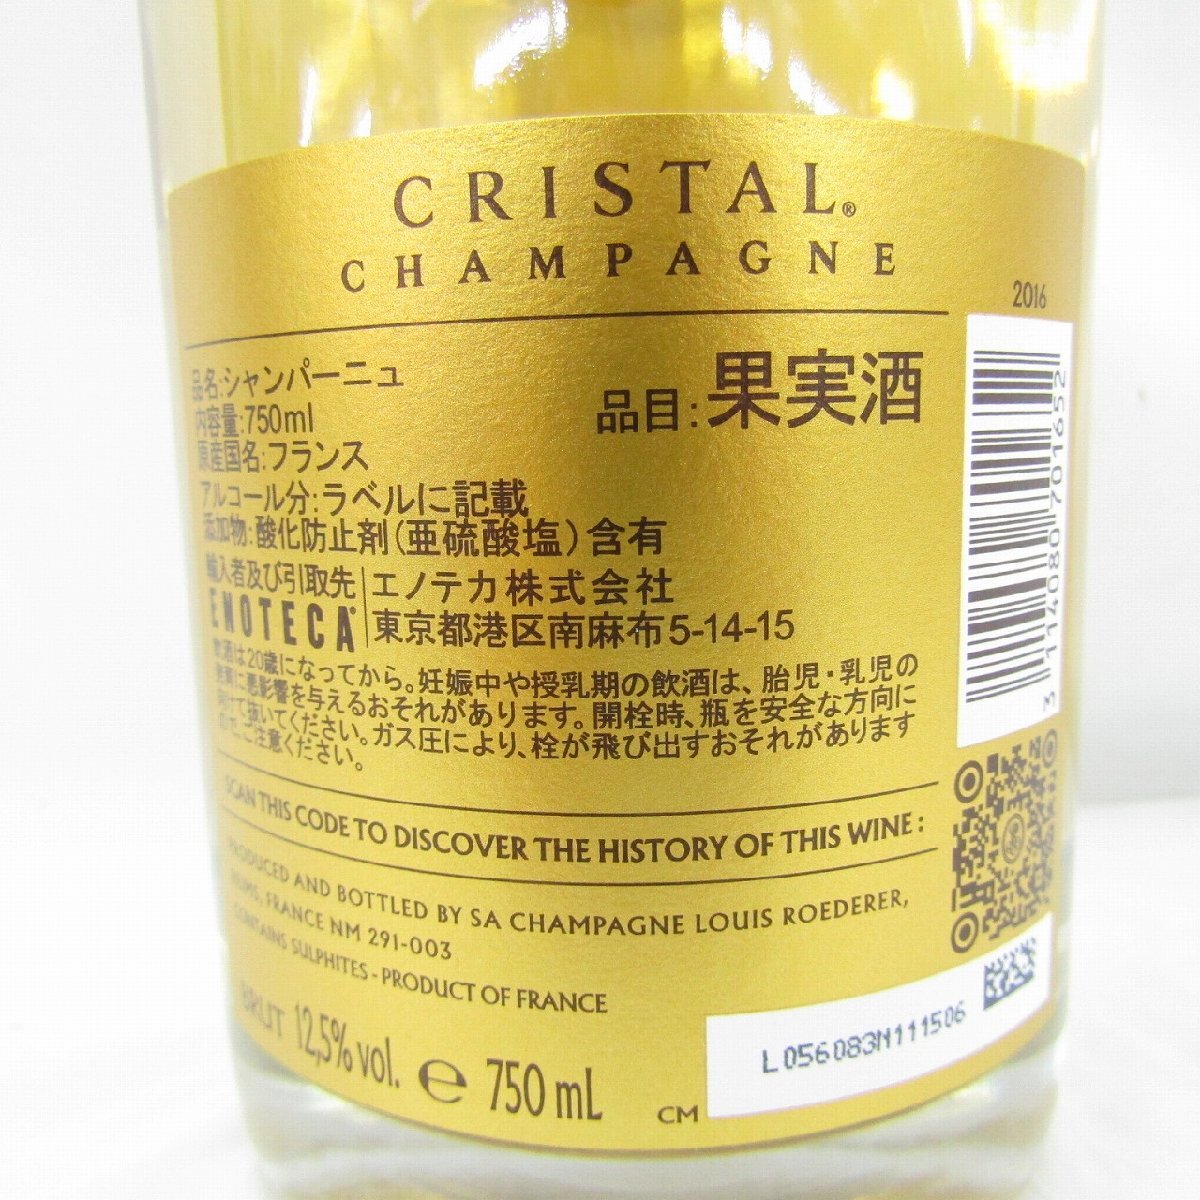 CRISTAL®
CHAMPAGNE
2016
品名:シャンパーニュ
内容量:750ml
品目:果実酒
原産国名:フランス
アルコール分:ラベルに記載
添加物:酸化防止剤(亜硫酸塩)含有
輸入者及び引取先
ENOTECA®
エノテカ株式会社
東京都港区南麻布5-14-15
飲酒は20歳になってから。妊娠中や授乳期の飲酒は、胎児・乳児の
発育に悪影響を与えるおそれがあります。開栓時、瓶を安全な方向に
向けて抜いてください。ガス圧により、栓が飛び出すおそれがあります
ので、ご注意ください。
3 114080 701652
SCAN THIS CODE TO DISCOVER THE HISTORY OF THIS WINE:
PRODUCED AND BOTTLED BY SA CHAMPAGNE LOUIS ROEDERER,
REIMS, FRANCE NM 291-003
CONTAINS SULPHITES - PRODUCT OF FRANCE
BRUT 12,5% vol. ℮ 750 mL
CM
L056083N111506